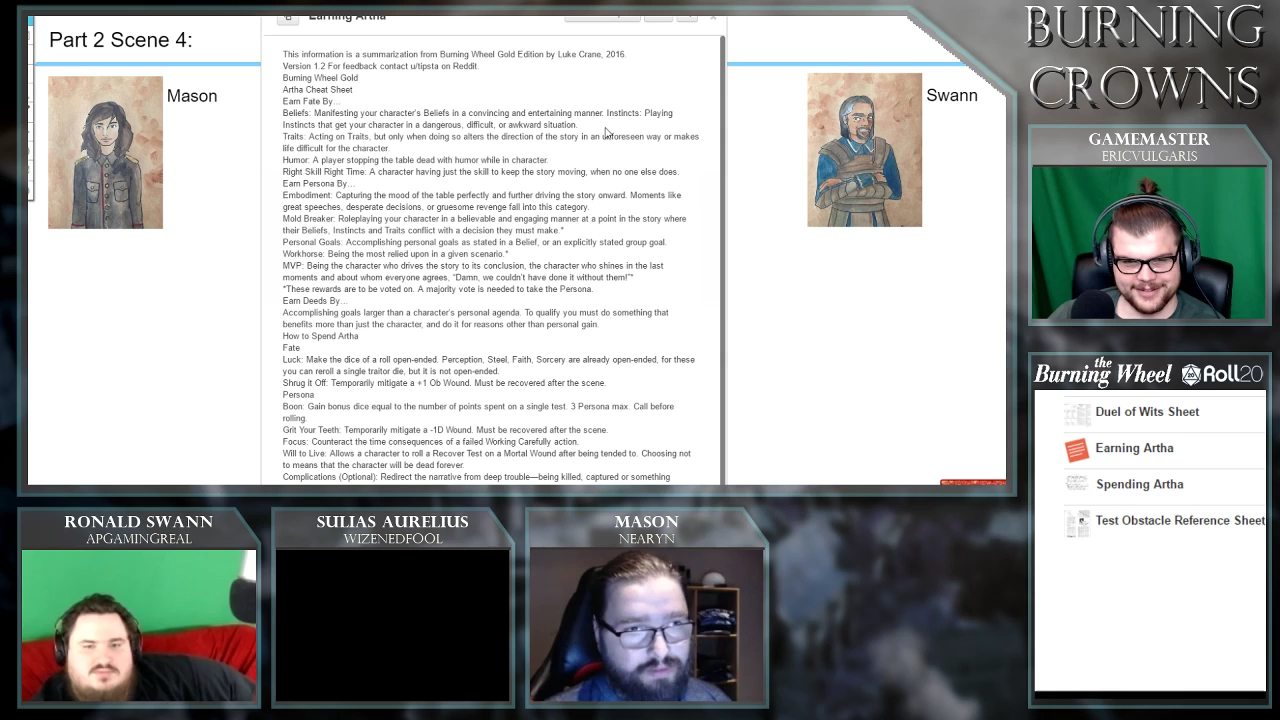 Part 2 Scene 4:
Mason
Swann
Earning Artha
This information is a summarization from Burning Wheel Gold Edition by Luke Crane, 2016.
Version 1.2 For feedback contact u/tipsta on Reddit.
Burning Wheel Gold
Artha Cheat Sheet
Earn Fate By...
Beliefs: Manifesting your character's Beliefs in a convincing and entertaining manner. Instincts: Playing
Instincts that get your character in a dangerous, difficult, or awkward situation.
Traits: Acting on Traits, but only when doing so alters the direction of the story in an unforeseen way or makes
life difficult for the character.
Humor: A player stopping the table dead with humor while in character.
Right Skill Right Time: A character having just the skill to keep the story moving, when no one else does.
Earn Persona By...
Embodiment: Capturing the mood of the table perfectly and further driving the story onward. Moments like
great speeches, desperate decisions, or gruesome revenge fall into this category.
Mold Breaker: Roleplaying your character in a believable and engaging manner at a point in the story where
their Beliefs, Instincts and Traits conflict with a decision they must make.*
Personal Goals: Accomplishing personal goals as stated in a Belief, or an explicitly stated group goal.
Workhorse: Being the most relied upon in a given scenario.*
MVP: Being the character who drives the story to its conclusion, the character who shines in the last
moments and about whom everyone agrees, "Damn, we couldn't have done it without them!"*
*These rewards are to be voted on. A majority vote is needed to take the Persona.
Earn Deeds By...
Accomplishing goals larger than a character's personal agenda. To qualify you must do something that
benefits more than just the character, and do it for reasons other than personal gain.
How to Spend Artha
Fate
Luck: Make the dice of a roll open-ended. Perception, Steel, Faith, Sorcery are already open-ended, for these
you can reroll a single traitor die, but it is not open-ended.
Shrug it Off: Temporarily mitigate a +1 Ob Wound. Must be recovered after the scene.
Persona
Boon: Gain bonus dice equal to the number of points spent on a single test. 3 Persona max. Call before
rolling.
Grit Your Teeth: Temporarily mitigate a -1D Wound. Must be recovered after the scene.
Focus: Counteract the time consequences of a failed Working Carefully action.
Will to Live: Allows a character to roll a Recover Test on a Mortal Wound after being tended to. Choosing not
to means that the character will be dead forever.
Complications (Optional): Redirect the narrative from deep trouble—being killed, captured or something
BURNING
CROWNS
GAMEMASTER
ERICVULGARIS
the
Burning Wheel
Roll20
Duel of Wits Sheet
Earning Artha
Spending Artha
Test Obstacle Reference Sheet
RONALD SWANN
APGAMINGREAL
SULIAS AURELIUS
WIZENEDFOOL
MASON
NEARYN